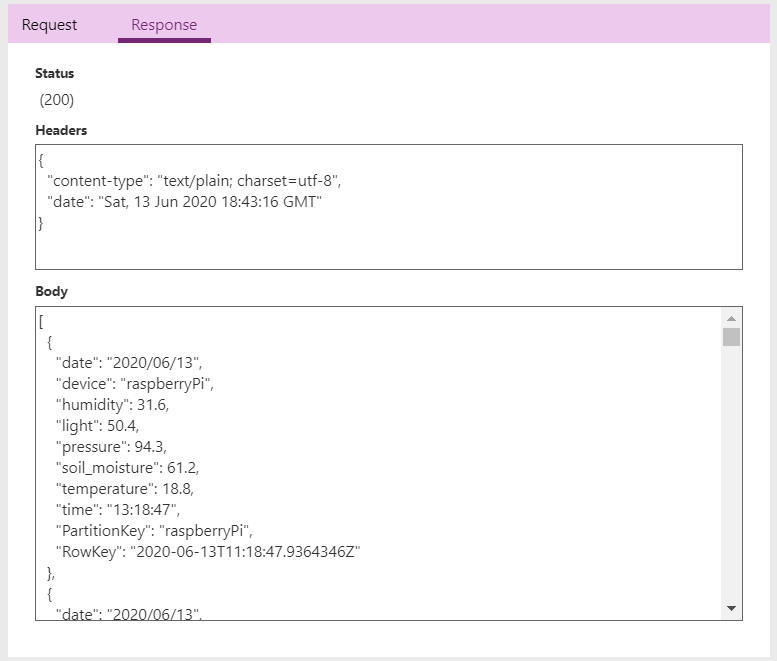 Request Response
Status
(200)
Headers
{
"content-type": "text/plain; charset=utf-8",
"date": "Sat, 13 Jun 2020 18:43:16 GMT"
}
Body
[
{
"date": "2020/06/13",
"device": "raspberryPi",
"humidity": 31.6,
"light": 50.4,
"pressure": 94.3,
"soil_moisture": 61.2,
"temperature": 18.8,
"time": "13:18:47",
"PartitionKey": "raspberryPi",
"RowKey": "2020-06-13T11:18:47.9364346Z"
},
{
"date": "2020/06/13",